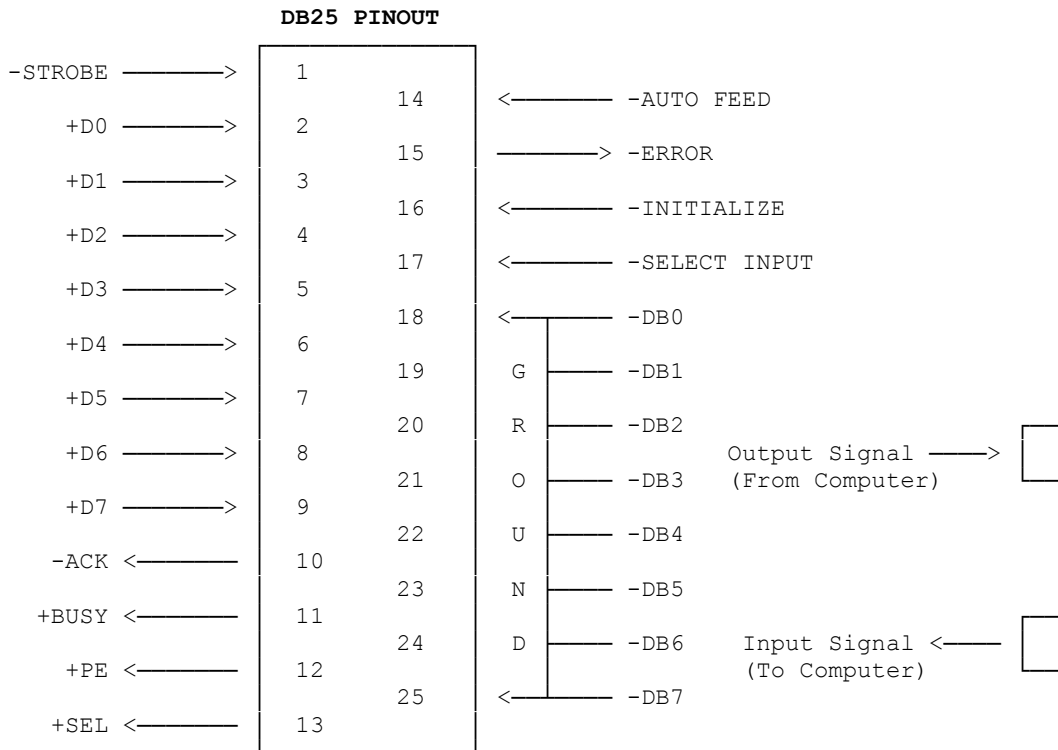 DB25 PINOUT
-STROBE 1
14 -AUTO FEED
+D0 2
15 -ERROR
+D1 3
16 -INITIALIZE
+D2 4
17 -SELECT INPUT
+D3 5
18 -DB0
+D4 6
19 G -DB1
+D5 7
20 R -DB2
+D6 8 Output Signal
21 O -DB3 (From Computer)
+D7 9
22 U -DB4
-ACK 10
23 N -DB5
+BUSY 11
24 D -DB6 Input Signal
+PE 12 (To Computer)
25 -DB7
+SEL 13